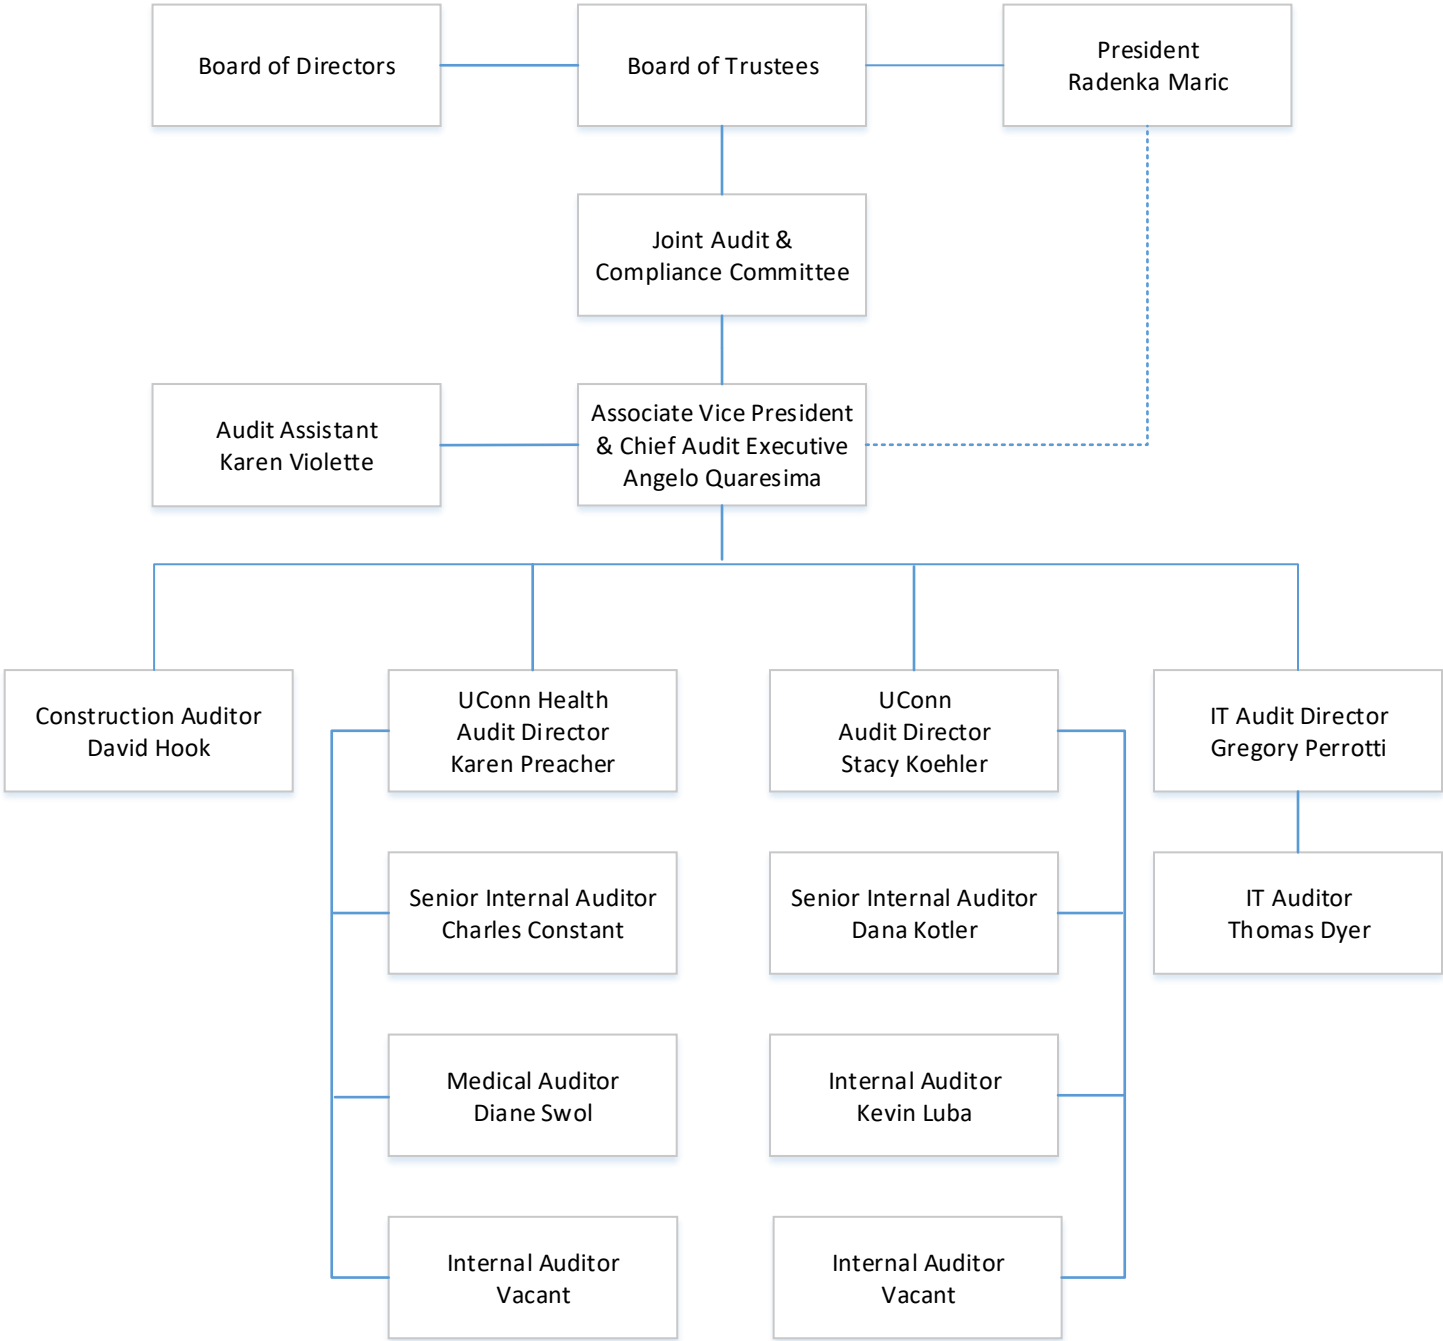 Board of Directors
Board of Trustees
President
Radenka Maric
Joint Audit &
Compliance Committee
Audit Assistant
Karen Violette
Associate Vice President
& Chief Audit Executive
Angelo Quaresima
Construction Auditor
David Hook
UConn Health
Audit Director
Karen Preacher
UConn
Audit Director
Stacy Koehler
IT Audit Director
Gregory Perrotti
Senior Internal Auditor
Charles Constant
Senior Internal Auditor
Dana Kotler
IT Auditor
Thomas Dyer
Medical Auditor
Diane Swol
Internal Auditor
Kevin Luba
Internal Auditor
Vacant
Internal Auditor
Vacant